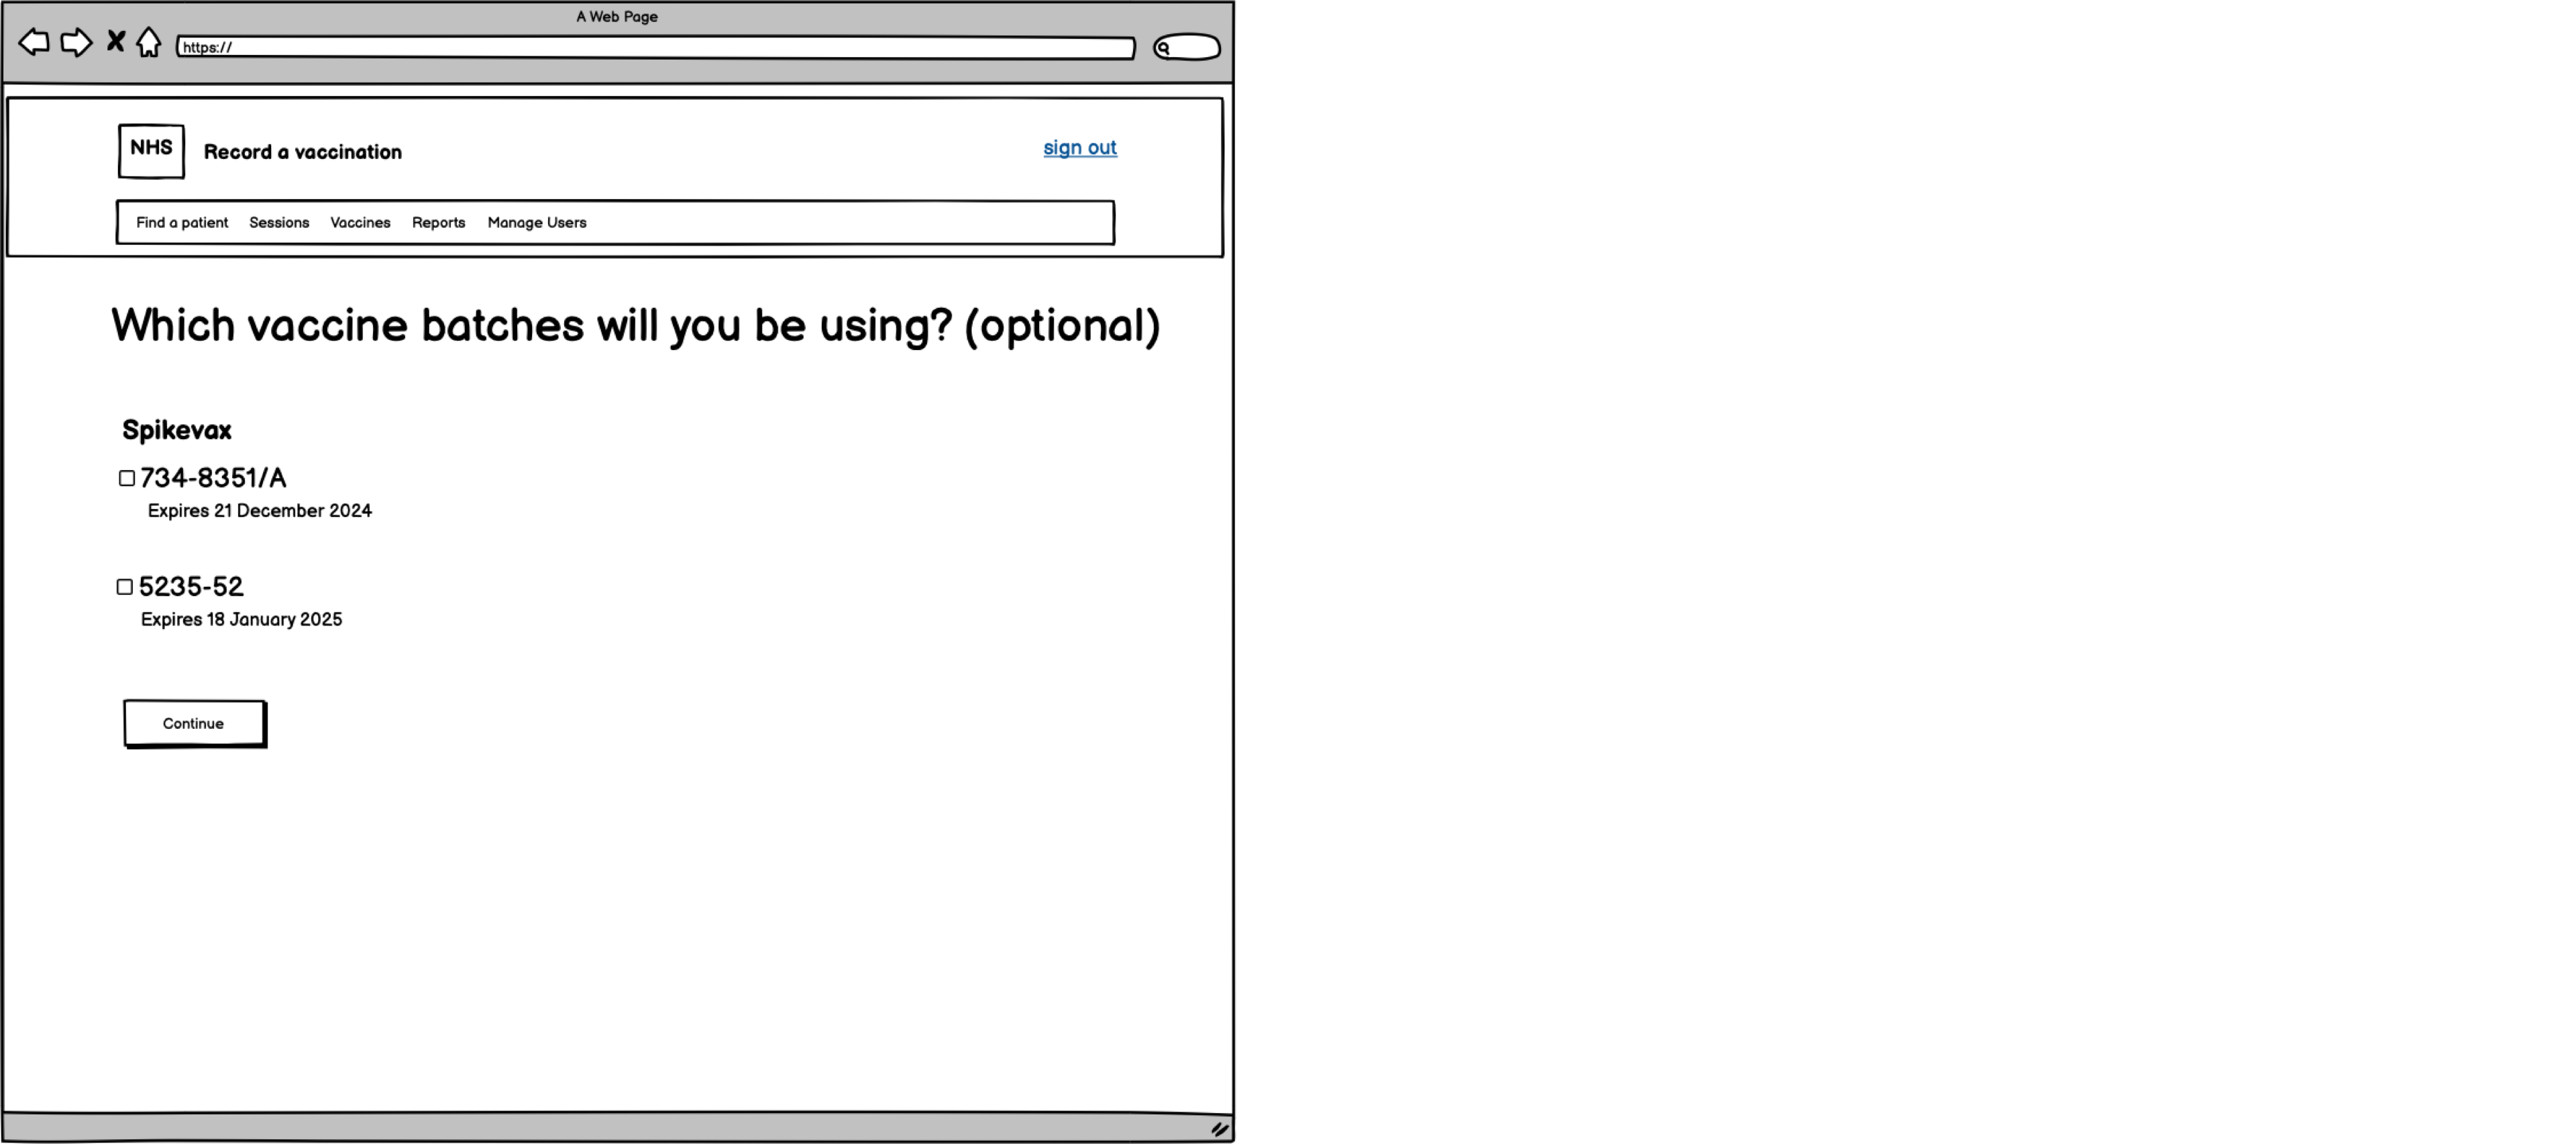 A Web Page
https://
NHS
Record a vaccination
sign out
Find a patient Sessions Vaccines Reports Manage Users
Which vaccine batches will you be using? (optional)
Spikevax
734-8351/A
Expires 21 December 2024
5235-52
Expires 18 January 2025
Continue